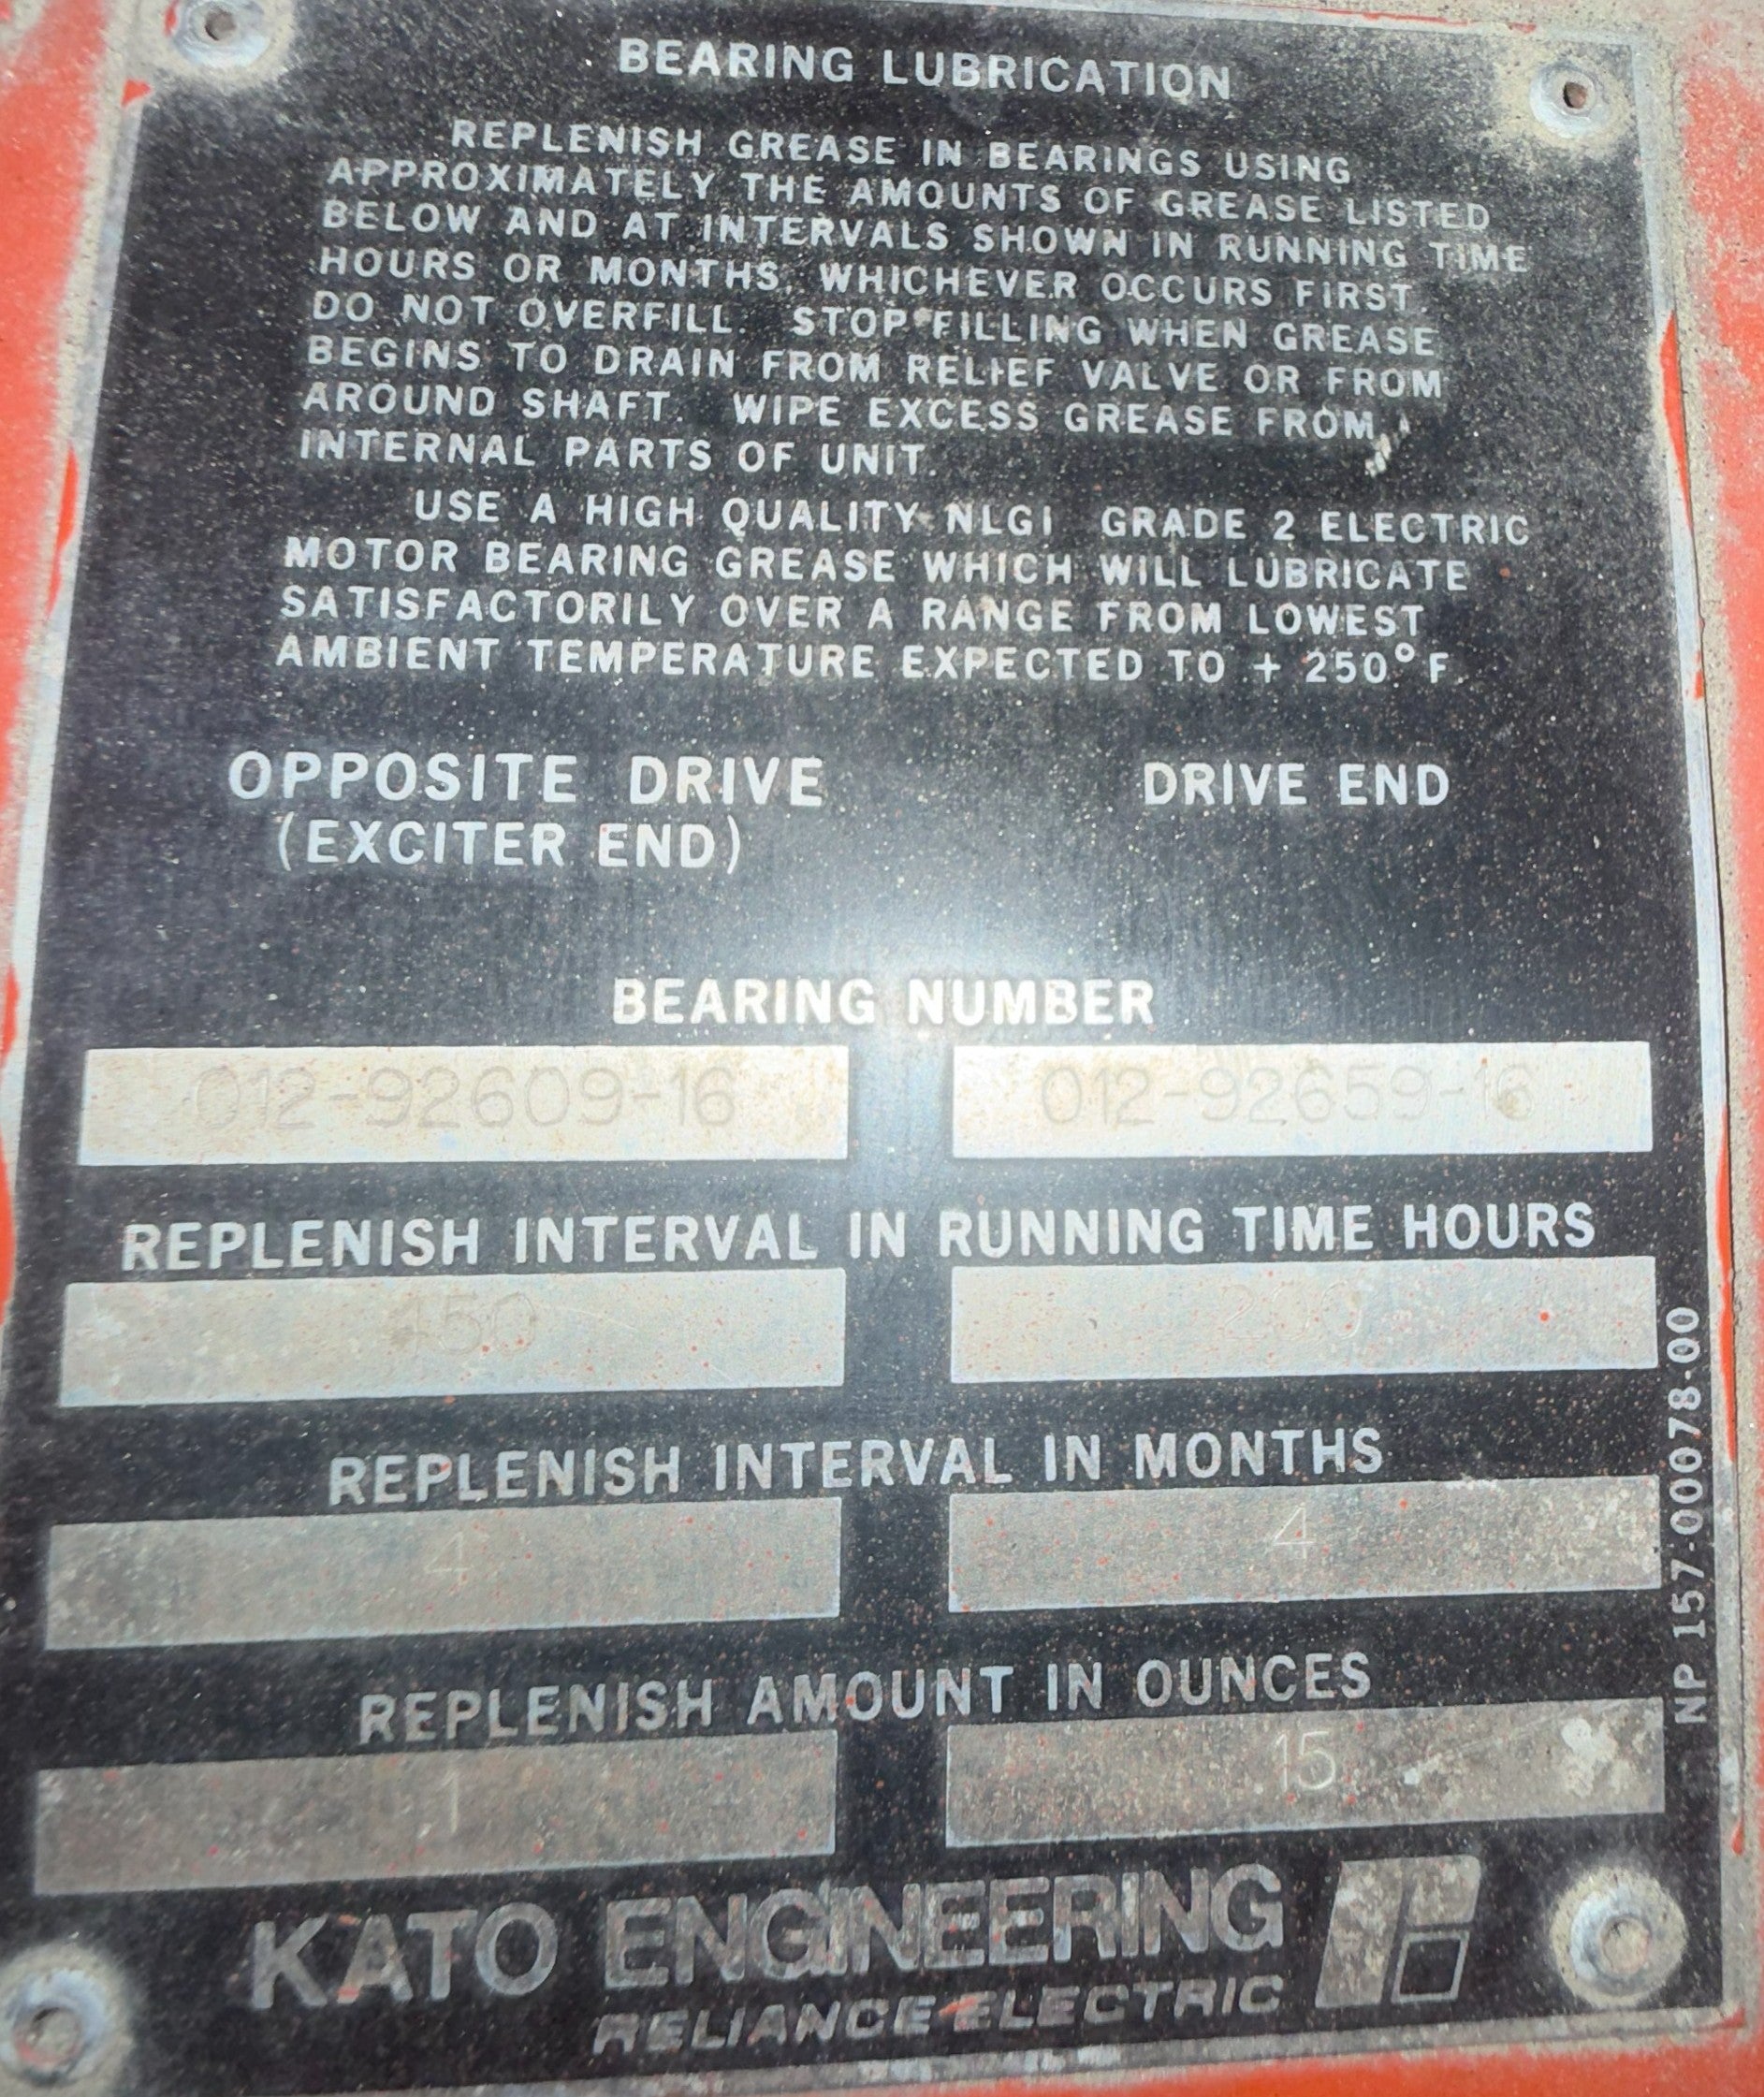 BEARING LUBRICATION
REPLENISH GREASE IN BEARINGS USING
APPROXIMATELY THE AMOUNTS OF GREASE LISTED
BELOW AND AT INTERVALS SHOWN IN RUNNING TIME
HOURS OR MONTHS, WHICHEVER OCCURS FIRST.
DO NOT OVERFILL. STOP FILLING WHEN GREASE
BEGINS TO DRAIN FROM RELIEF VALVE OR FROM
AROUND SHAFT. WIPE EXCESS GREASE FROM
INTERNAL PARTS OF UNIT.
USE A HIGH QUALITY NLGI GRADE 2 ELECTRIC
MOTOR BEARING GREASE WHICH WILL LUBRICATE
SATISFACTORILY OVER A RANGE FROM LOWEST
AMBIENT TEMPERATURE EXPECTED TO + 250° F.
OPPOSITE DRIVE DRIVE END
(EXCITER END)
BEARING NUMBER
012-92609-16 012-92659-16
REPLENISH INTERVAL IN RUNNING TIME HOURS
REPLENISH INTERVAL IN MONTHS
4 4
REPLENISH AMOUNT IN OUNCES
1 15
KATO ENGINEERING
RELIANCE ELECTRIC
NP 157-00078-00